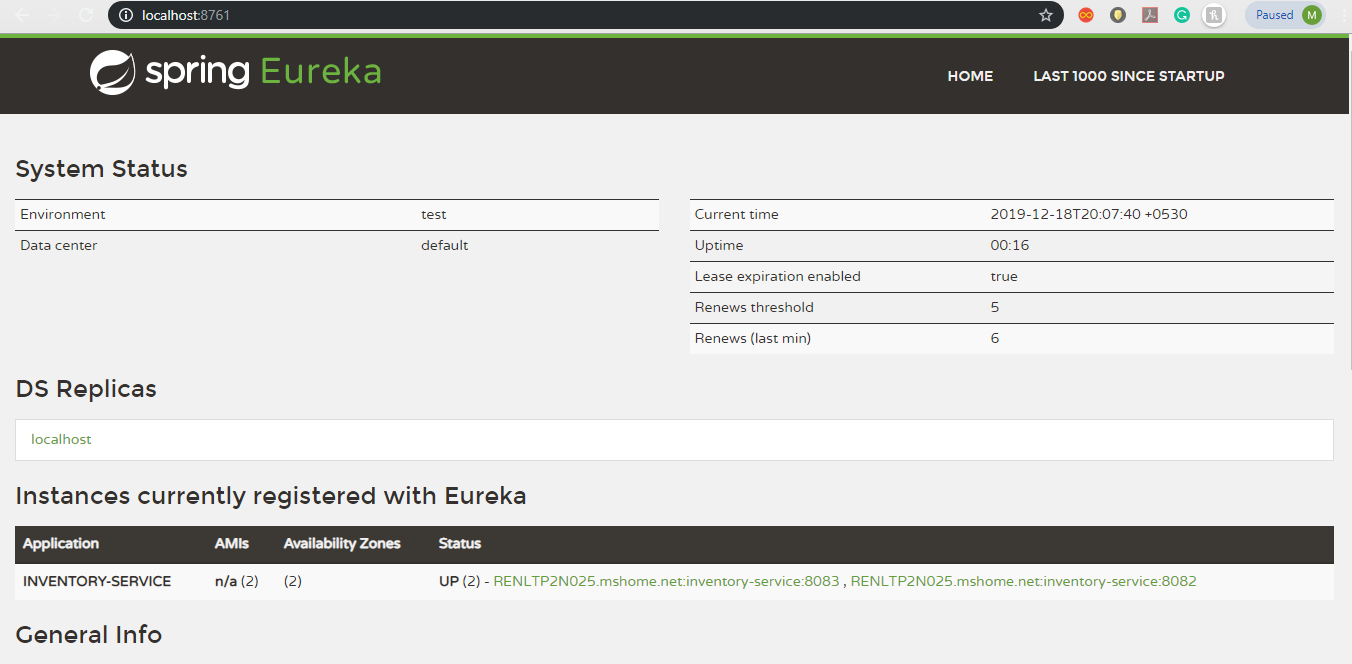 localhost:8761
Paused M
spring Eureka
HOME LAST 1000 SINCE STARTUP
System Status
Environment test
Data center default
Current time 2019-12-18T20:07:40 +0530
Uptime 00:16
Lease expiration enabled true
Renews threshold 5
Renews (last min) 6
DS Replicas
localhost
Instances currently registered with Eureka
Application AMIs Availability Zones Status
INVENTORY-SERVICE n/a (2) (2) UP (2) - RENLTP2N025.mshome.net:inventory-service:8083 , RENLTP2N025.mshome.net:inventory-service:8082
General Info